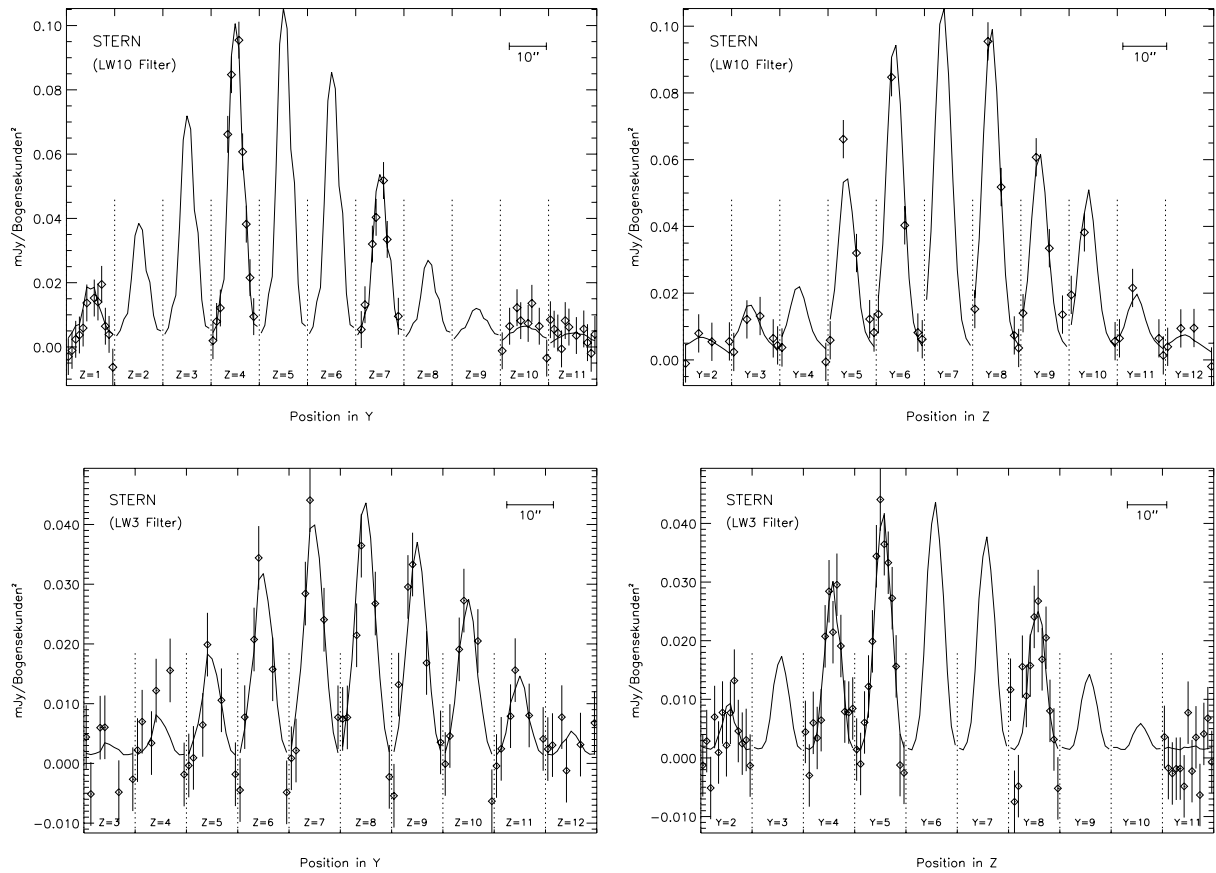 STERN
(LW10 Filter)
10"
mJy/Bogensekunden²
0.10
0.08
0.06
0.04
0.02
0.00
Z=1 Z=2 Z=3 Z=4 Z=5 Z=6 Z=7 Z=8 Z=9 Z=10 Z=11
Position in Y
STERN
(LW10 Filter)
10"
mJy/Bogensekunden²
0.10
0.08
0.06
0.04
0.02
0.00
Y=2 Y=3 Y=4 Y=5 Y=6 Y=7 Y=8 Y=9 Y=10 Y=11 Y=12
Position in Z
STERN
(LW3 Filter)
10"
mJy/Bogensekunden²
0.040
0.030
0.020
0.010
0.000
-0.010
Z=3 Z=4 Z=5 Z=6 Z=7 Z=8 Z=9 Z=10 Z=11 Z=12
Position in Y
STERN
(LW3 Filter)
10"
mJy/Bogensekunden²
0.040
0.030
0.020
0.010
0.000
-0.010
Y=2 Y=3 Y=4 Y=5 Y=6 Y=7 Y=8 Y=9 Y=10 Y=11
Position in Z